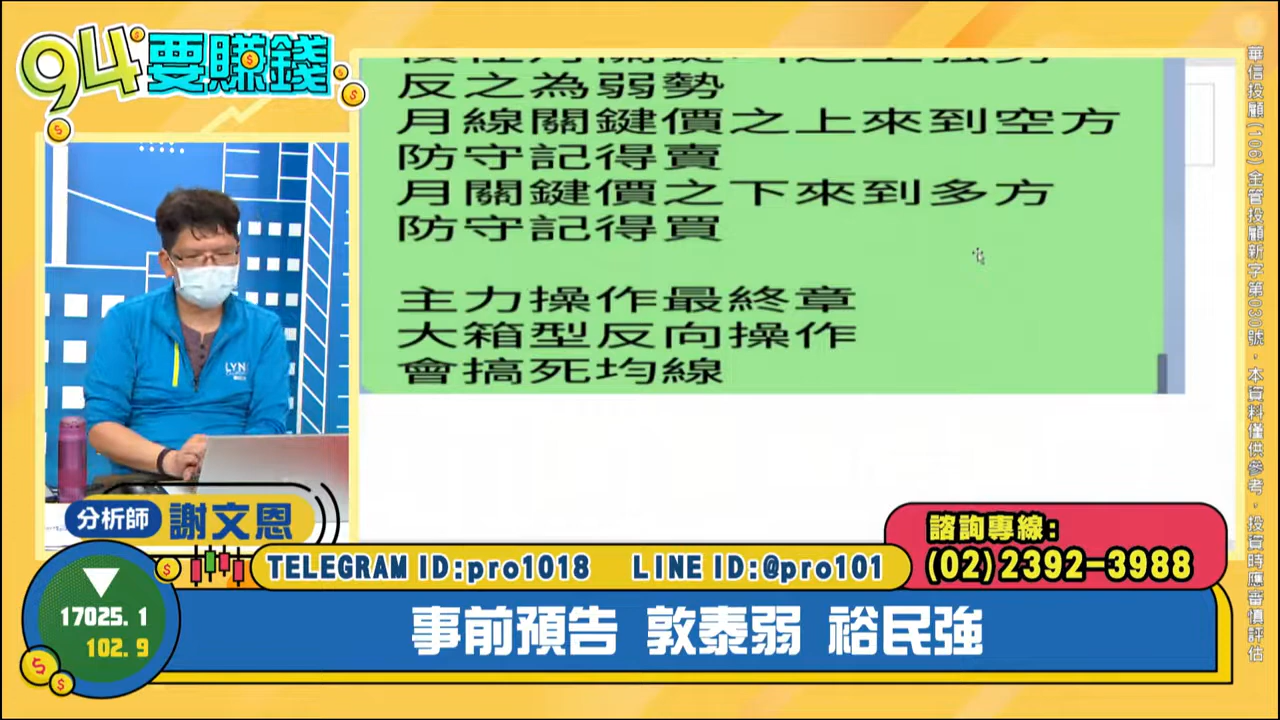 94要賺錢
反之為弱勢
月線關鍵價之上來到空方
防守記得賣
月關鍵價之下來到多方
防守記得買
主力操作最終章
大箱型反向操作
會搞死均線
LYN
分析師 謝文恩
諮詢專線:
(02)2392-3988
TELEGRAM ID:pro1018 LINE ID:@pro101
17025.1
102.9
事前預告 敦泰弱 裕民強
華信投顧(106)金管投顧新字第030號，本資料僅供參考，投資時應審慎評估